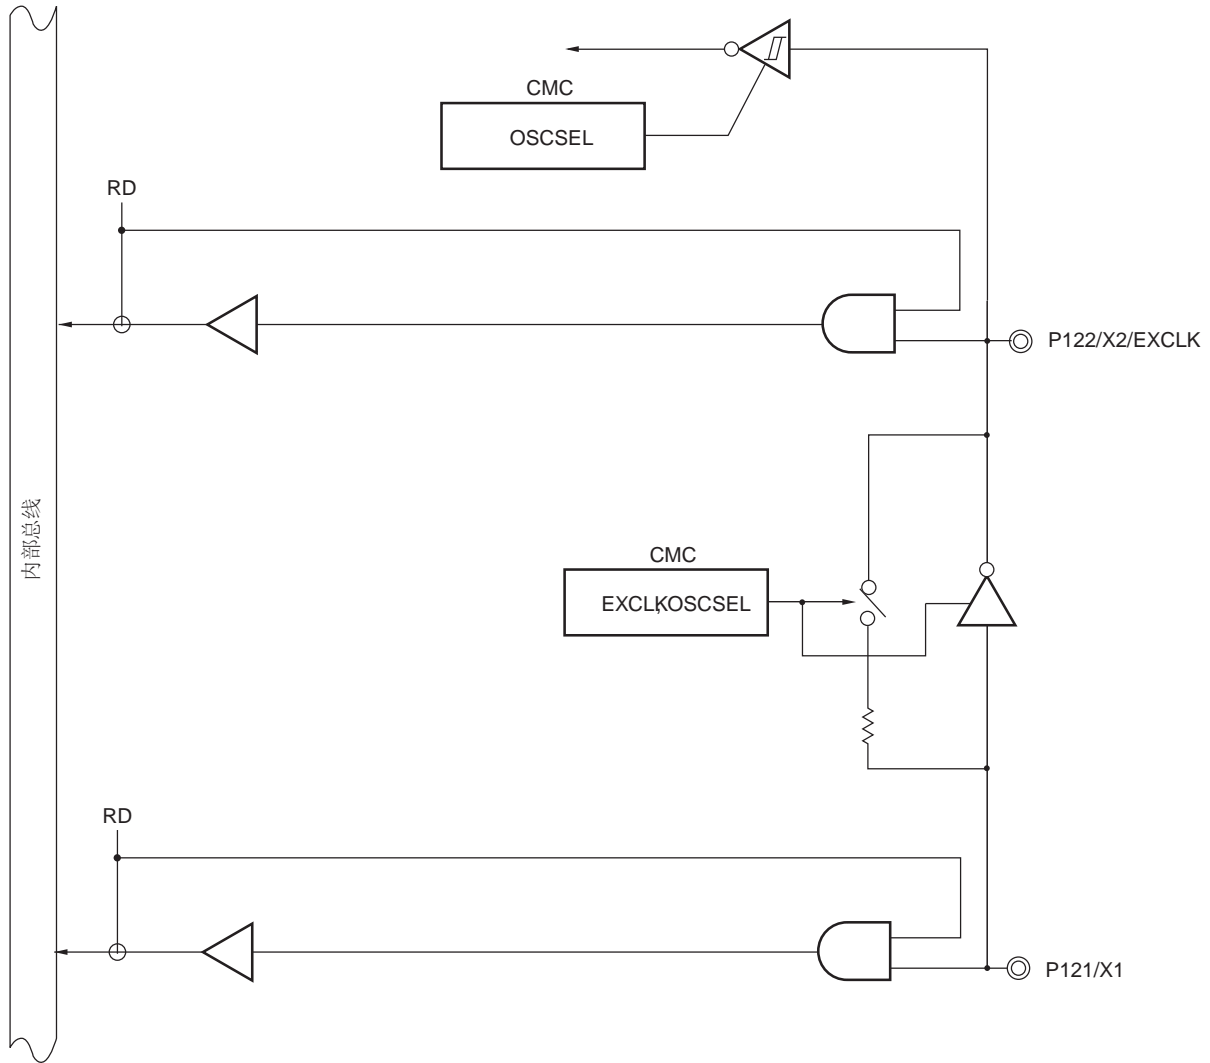 CMC
OSCSEL
RD
P122/X2/EXCLK
内部总线
CMC
EXCLK,OSCSEL
RD
P121/X1